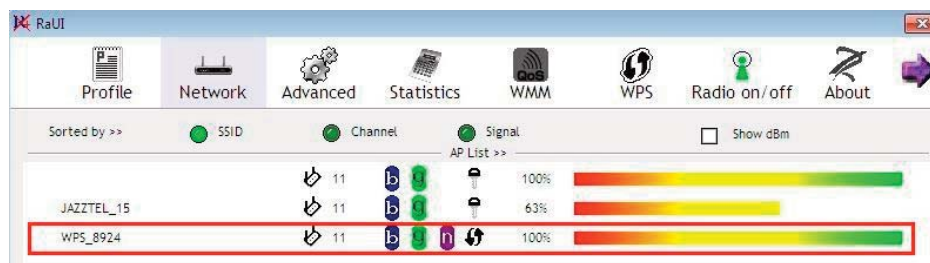 RaUI
Profile Network Advanced Statistics QoS WMM WPS Radio on/off About
Sorted by >> SSID Channel Signal Show dBm
AP List >>
11 b g 100%
JAZZTEL_15 11 b g 63%
WPS_8924 11 b g n 100%